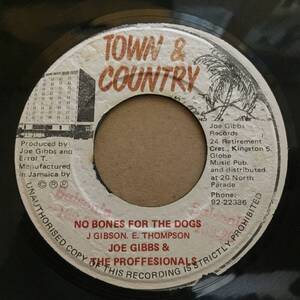 TOWN &
COUNTRY
Produced by
Joe Gibbs and
Errol T.
Manufactured
in Jamaica by
Joe Gibbs
Records
24 Retirement
Cres., Kingston 5
Globe
Music Pub.
and distributed
at 20 North
Parade
Phone:
92-22336
NO BONES FOR THE DOGS
J GIBSON. E. THOMPSON
JOE GIBBS &
THE PROFFESIONALS
UNAUTHORISED COPY OF THIS RECORDING IS STRICTLY